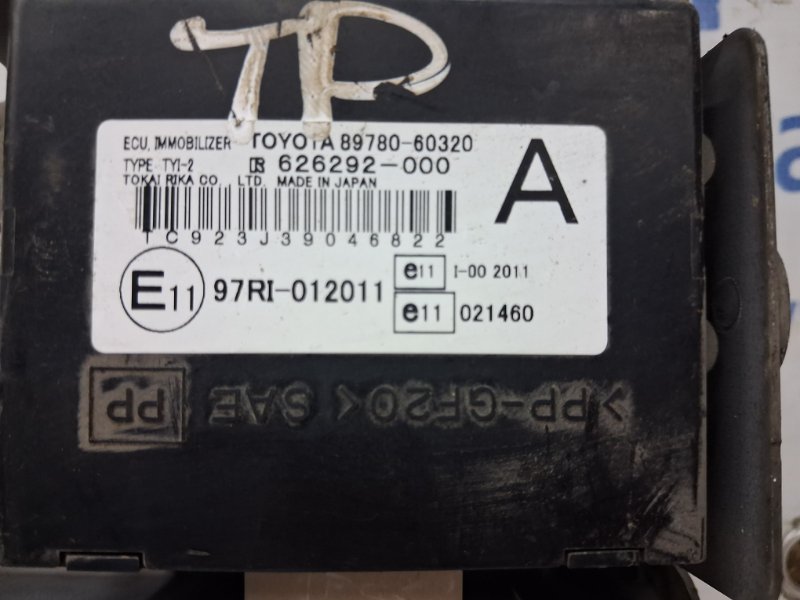 TP
ECU, IMMOBILIZER TOYOTA 89780-60320
TYPE TYI-2 R 626292-000
TOKAI RIKA CO., LTD. MADE IN JAPAN
A
TC923J39046822
E11 97RI-012011
e11 I-00 2011
e11 021460
>PP-GF20< SAE PP